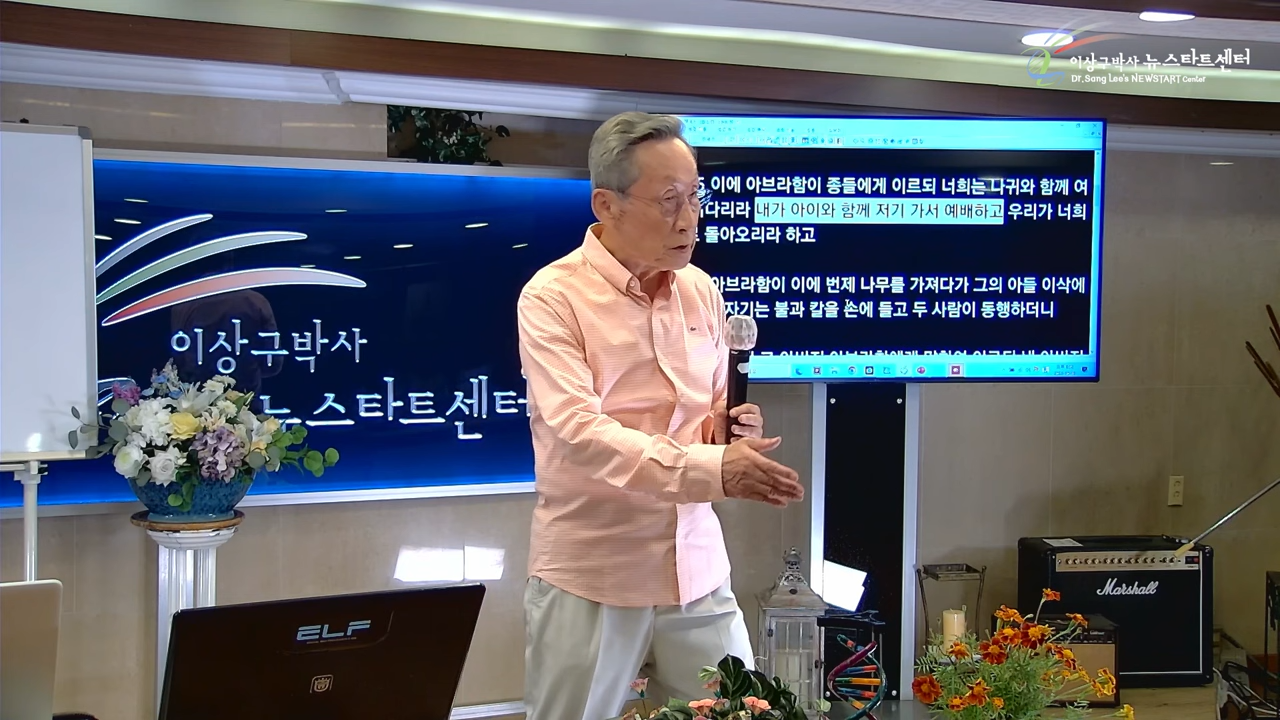 이상구박사 뉴스타트센터
Dr. Sang Lee's NEWSTART Center
5 이에 아브라함이 종들에게 이르되 너희는 나귀와 함께 여
다리라 내가 아이와 함께 저기 가서 예배하고 우리가 너희
돌아오리라 하고
아브라함이 이에 번제 나무를 가져다가 그의 아들 이삭에
자기는 불과 칼을 손에 들고 두 사람이 동행하더니
이상구박사
뉴스타트센터
ELF
Marshall